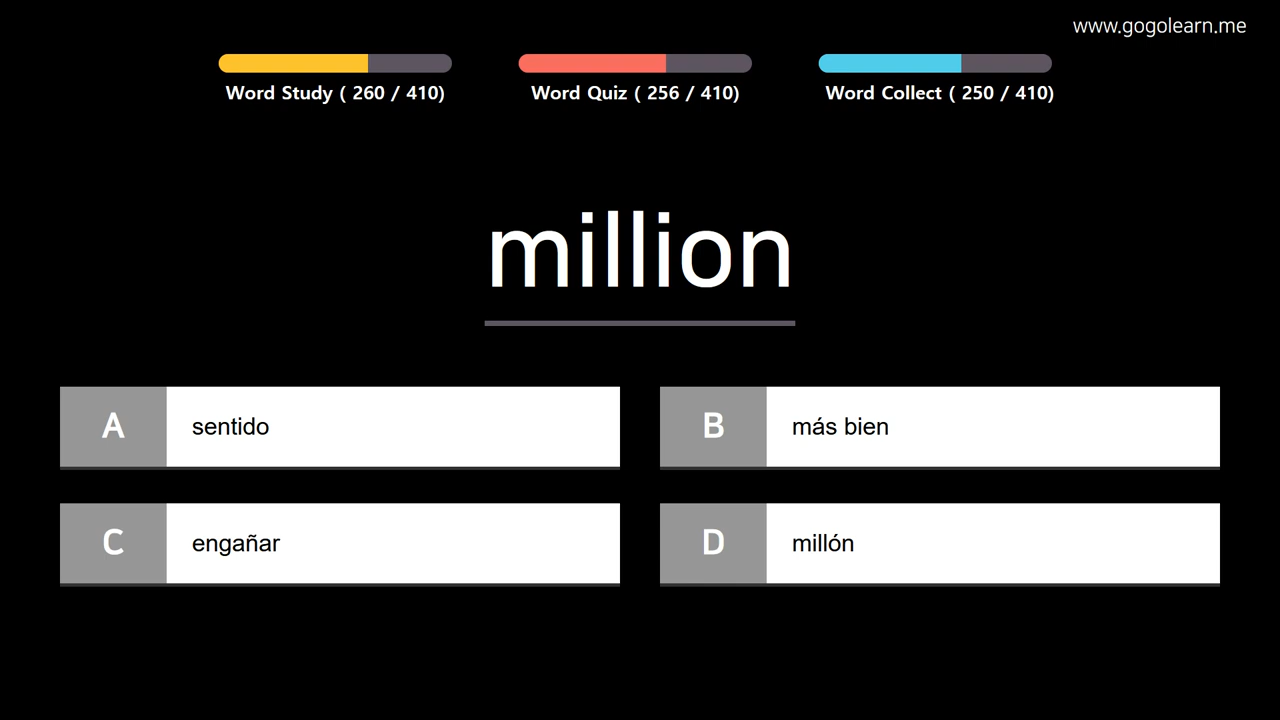 www.gogolearn.me
Word Study ( 260 / 410)
Word Quiz ( 256 / 410)
Word Collect ( 250 / 410)
million
A
sentido
B
más bien
C
engañar
D
millón